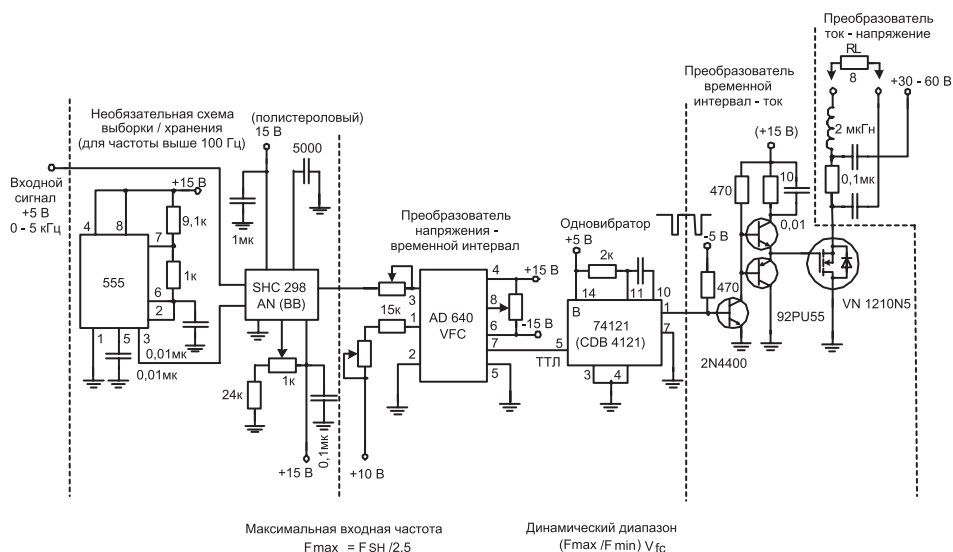 Преобразователь
ток - напряжение
RL
8
+30 - 60 В
2 мкГн
0,1мк
Преобразователь
временной
интервал - ток
(+15 В)
470
10
0,01
-5 В
470
VN 1210N5
92PU55
2N4400
Необязательная схема
выборки / хранения
(для частоты выше 100 Гц)
(полистероловый)
15 В
5000
1мк
Входной
сигнал
+5 В
0 - 5 кГц
+15 В
4
8
9,1к
7
1к
555
6
2
1
5
3
0,01мк
0,01мк
SHC 298
AN (BB)
24к
1к
0,1мк
+15 В
Преобразователь
напряжения -
временной интервал
3
4
+15 В
8
15к
1
AD 640
VFC
6
-15 В
2
7
5
+10 В
Одновибратор
+5 В
2к
14
11
10
В
74121
(CDB 4121)
1
7
5
ТТЛ
3
4
Максимальная входная частота
Fmax = FSH /2,5
Динамический диапазон
(Fmax /Fmin) Vfc